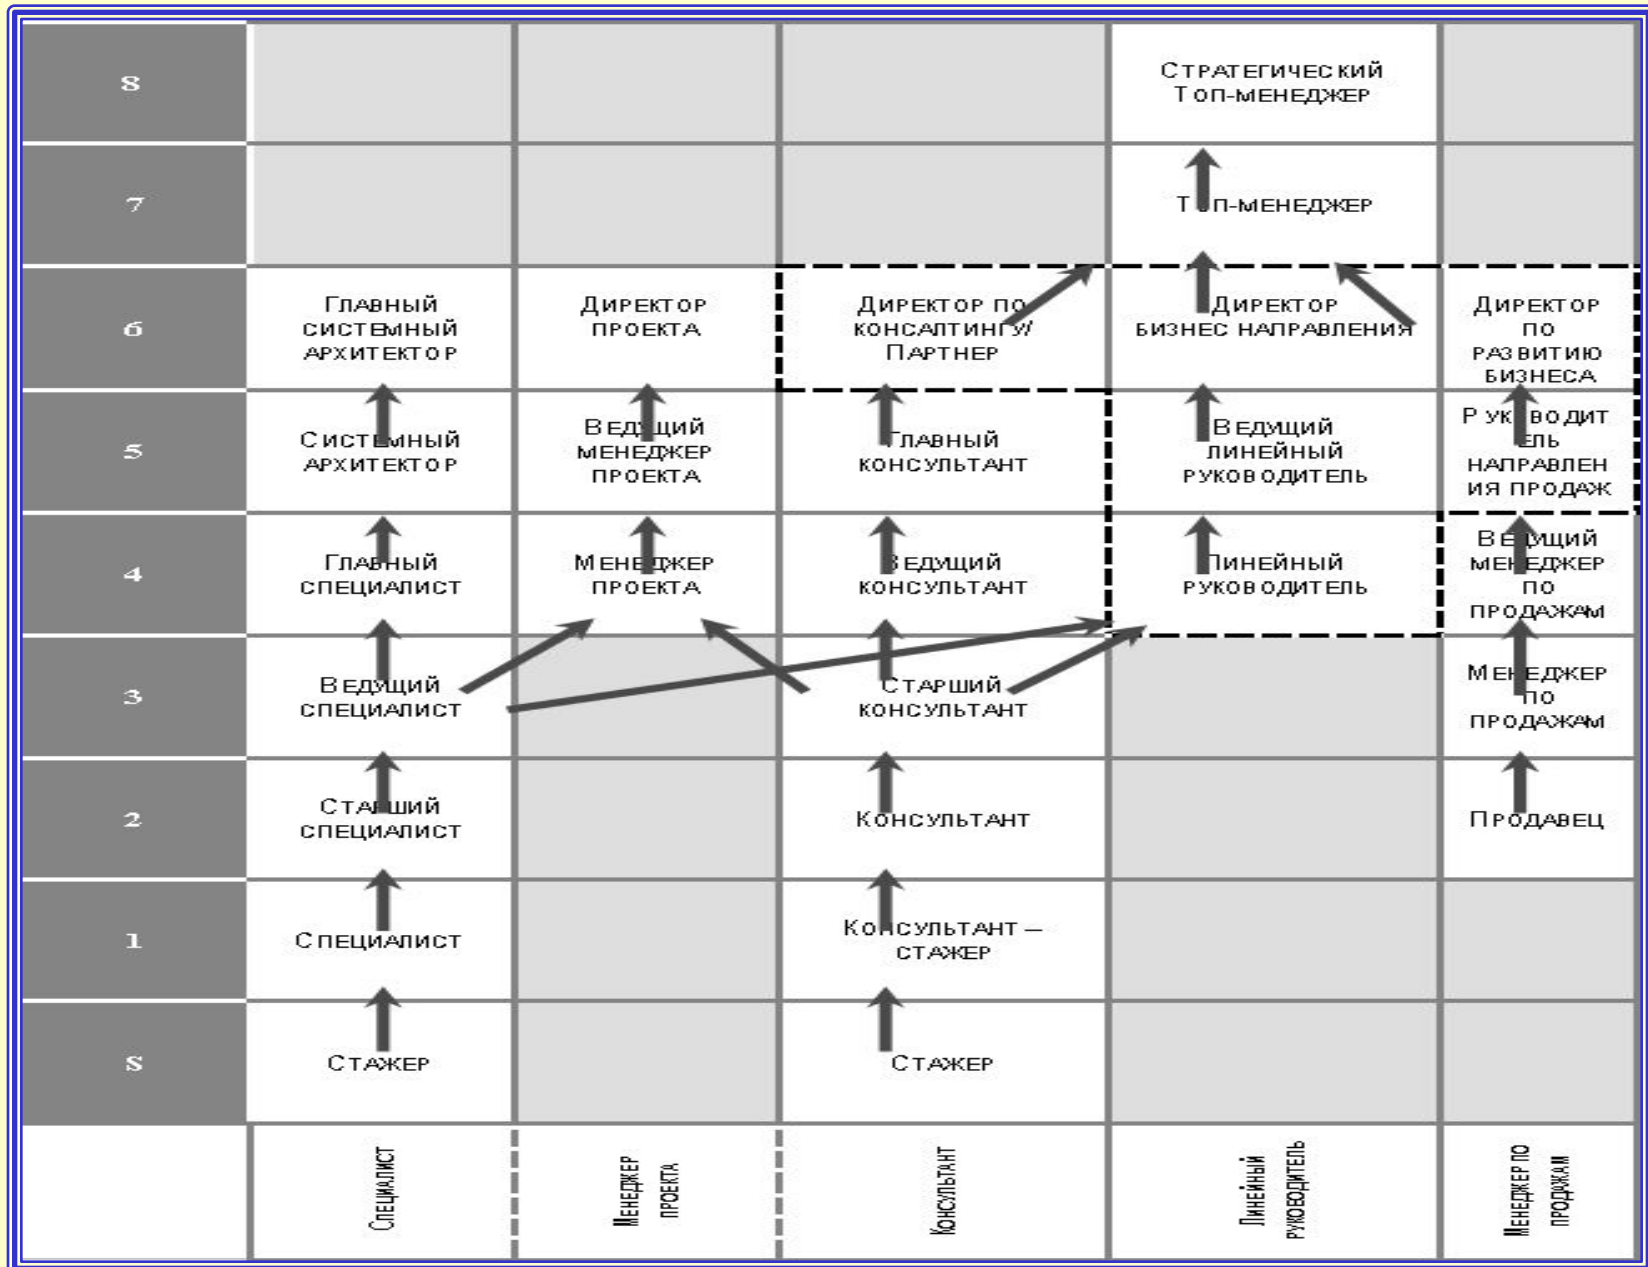 8
СТРАТЕГИЧЕСКИЙ
ТОП-МЕНЕДЖЕР
7
ТОП-МЕНЕДЖЕР
6
ГЛАВНЫЙ
СИСТЕМНЫЙ
АРХИТЕКТОР
ДИРЕКТОР
ПРОЕКТА
ДИРЕКТОР ПО
КОНСАЛТИНГУ/
ПАРТНЕР
ДИРЕКТОР
БИЗНЕС НАПРАВЛЕНИЯ
ДИРЕКТОР
ПО
РАЗВИТИЮ
БИЗНЕСА
5
СИСТЕМНЫЙ
АРХИТЕКТОР
ВЕДУЩИЙ
МЕНЕДЖЕР
ПРОЕКТА
ГЛАВНЫЙ
КОНСУЛЬТАНТ
ВЕДУЩИЙ
ЛИНЕЙНЫЙ
РУКОВОДИТЕЛЬ
РУКОВОДИТ
ЕЛЬ
НАПРАВЛЕН
ИЯ ПРОДАЖ
4
ГЛАВНЫЙ
СПЕЦИАЛИСТ
МЕНЕДЖЕР
ПРОЕКТА
ВЕДУЩИЙ
КОНСУЛЬТАНТ
ЛИНЕЙНЫЙ
РУКОВОДИТЕЛЬ
ВЕДУЩИЙ
МЕНЕДЖЕР
ПО
ПРОДАЖАМ
3
ВЕДУЩИЙ
СПЕЦИАЛИСТ
СТАРШИЙ
КОНСУЛЬТАНТ
МЕНЕДЖЕР
ПО
ПРОДАЖАМ
2
СТАРШИЙ
СПЕЦИАЛИСТ
КОНСУЛЬТАНТ
ПРОДАВЕЦ
1
СПЕЦИАЛИСТ
КОНСУЛЬТАНТ –
СТАЖЕР
S
СТАЖЕР
СТАЖЕР
СПЕЦИАЛИСТ
МЕНЕДЖЕР
ПРОЕКТА
КОНСУЛЬТАНТ
ЛИНЕЙНЫЙ
РУКОВОДИТЕЛЬ
МЕНЕДЖЕР ПО
ПРОДАЖАМ